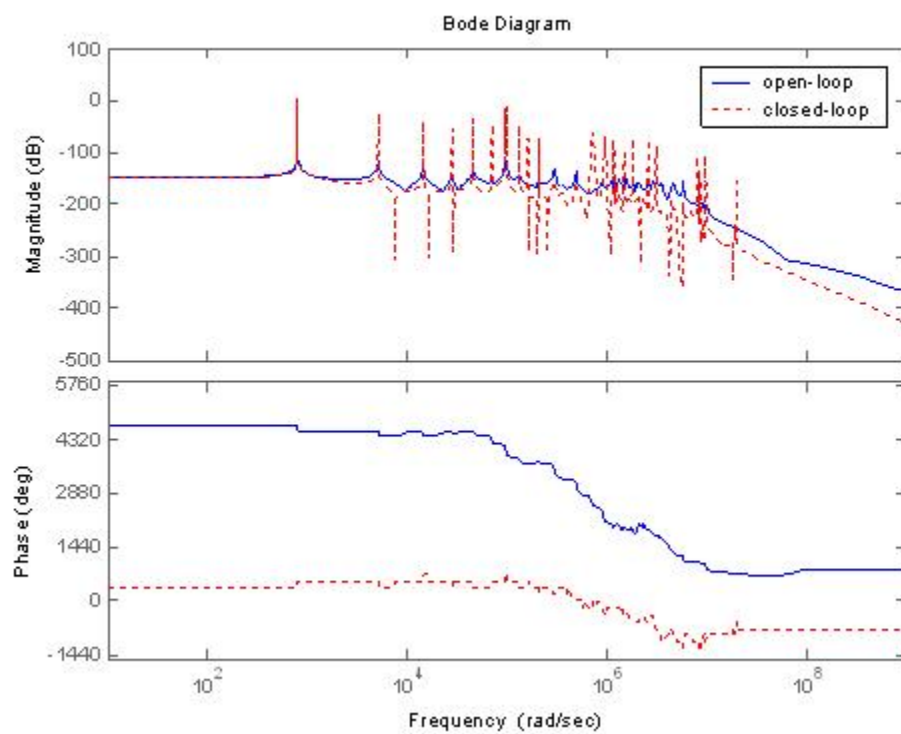 Bode Diagram
100
0
-100
-200
-300
-400
-500
Magnitude (dB)
open-loop
closed-loop
5760
4320
2880
1440
0
-1440
Phase (deg)
10^2
10^4
10^6
10^8
Frequency (rad/sec)